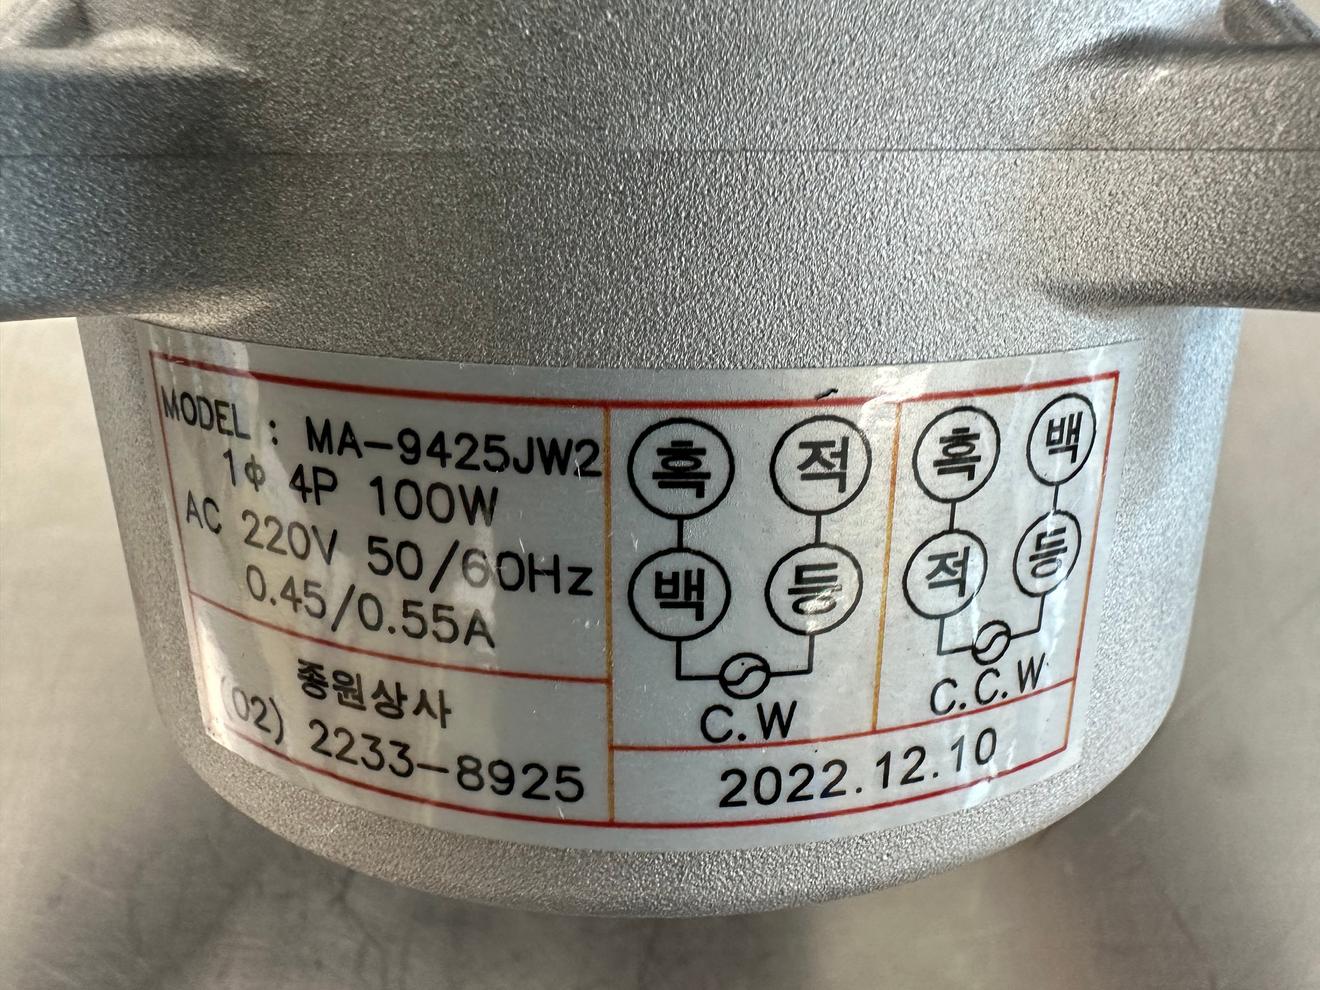 MODEL : MA-9425JW2
1Φ 4P 100W
AC 220V 50/60Hz
0.45/0.55A
종원상사
(02) 2233-8925
흑 적
백 등
C.W
흑 백
적 등
C.C.W
2022.12.10